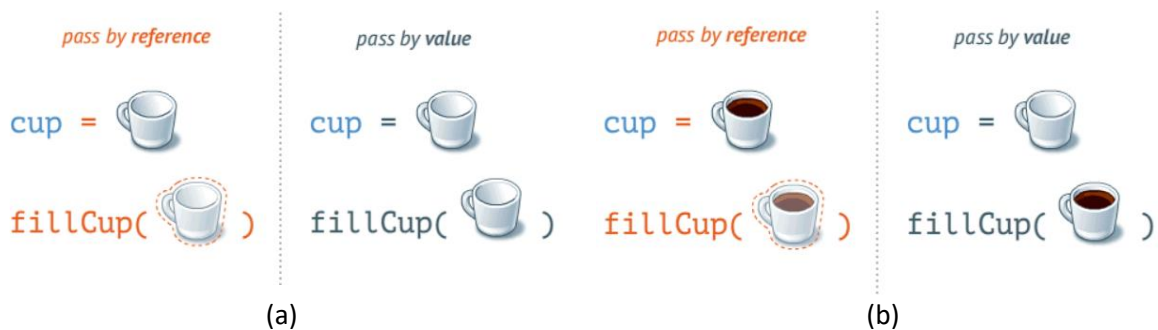 pass by reference
cup =
fillCup( )
pass by value
cup =
fillCup( )
(a)
pass by reference
cup =
fillCup( )
pass by value
cup =
fillCup( )
(b)